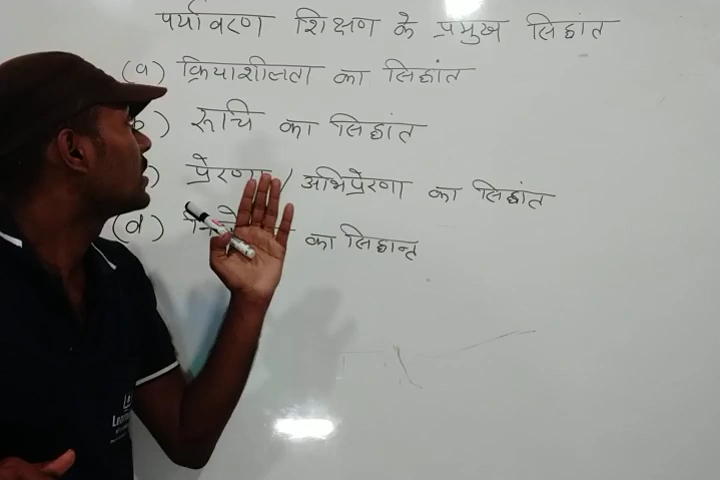 पर्यावरण शिक्षण के प्रमुख सिद्धांत
(a) क्रियाशीलता का सिद्धांत
b) रूचि का सिद्धांत
) प्रेरणा / अभिप्रेरणा का सिद्धांत
(d) का सिद्धान्त